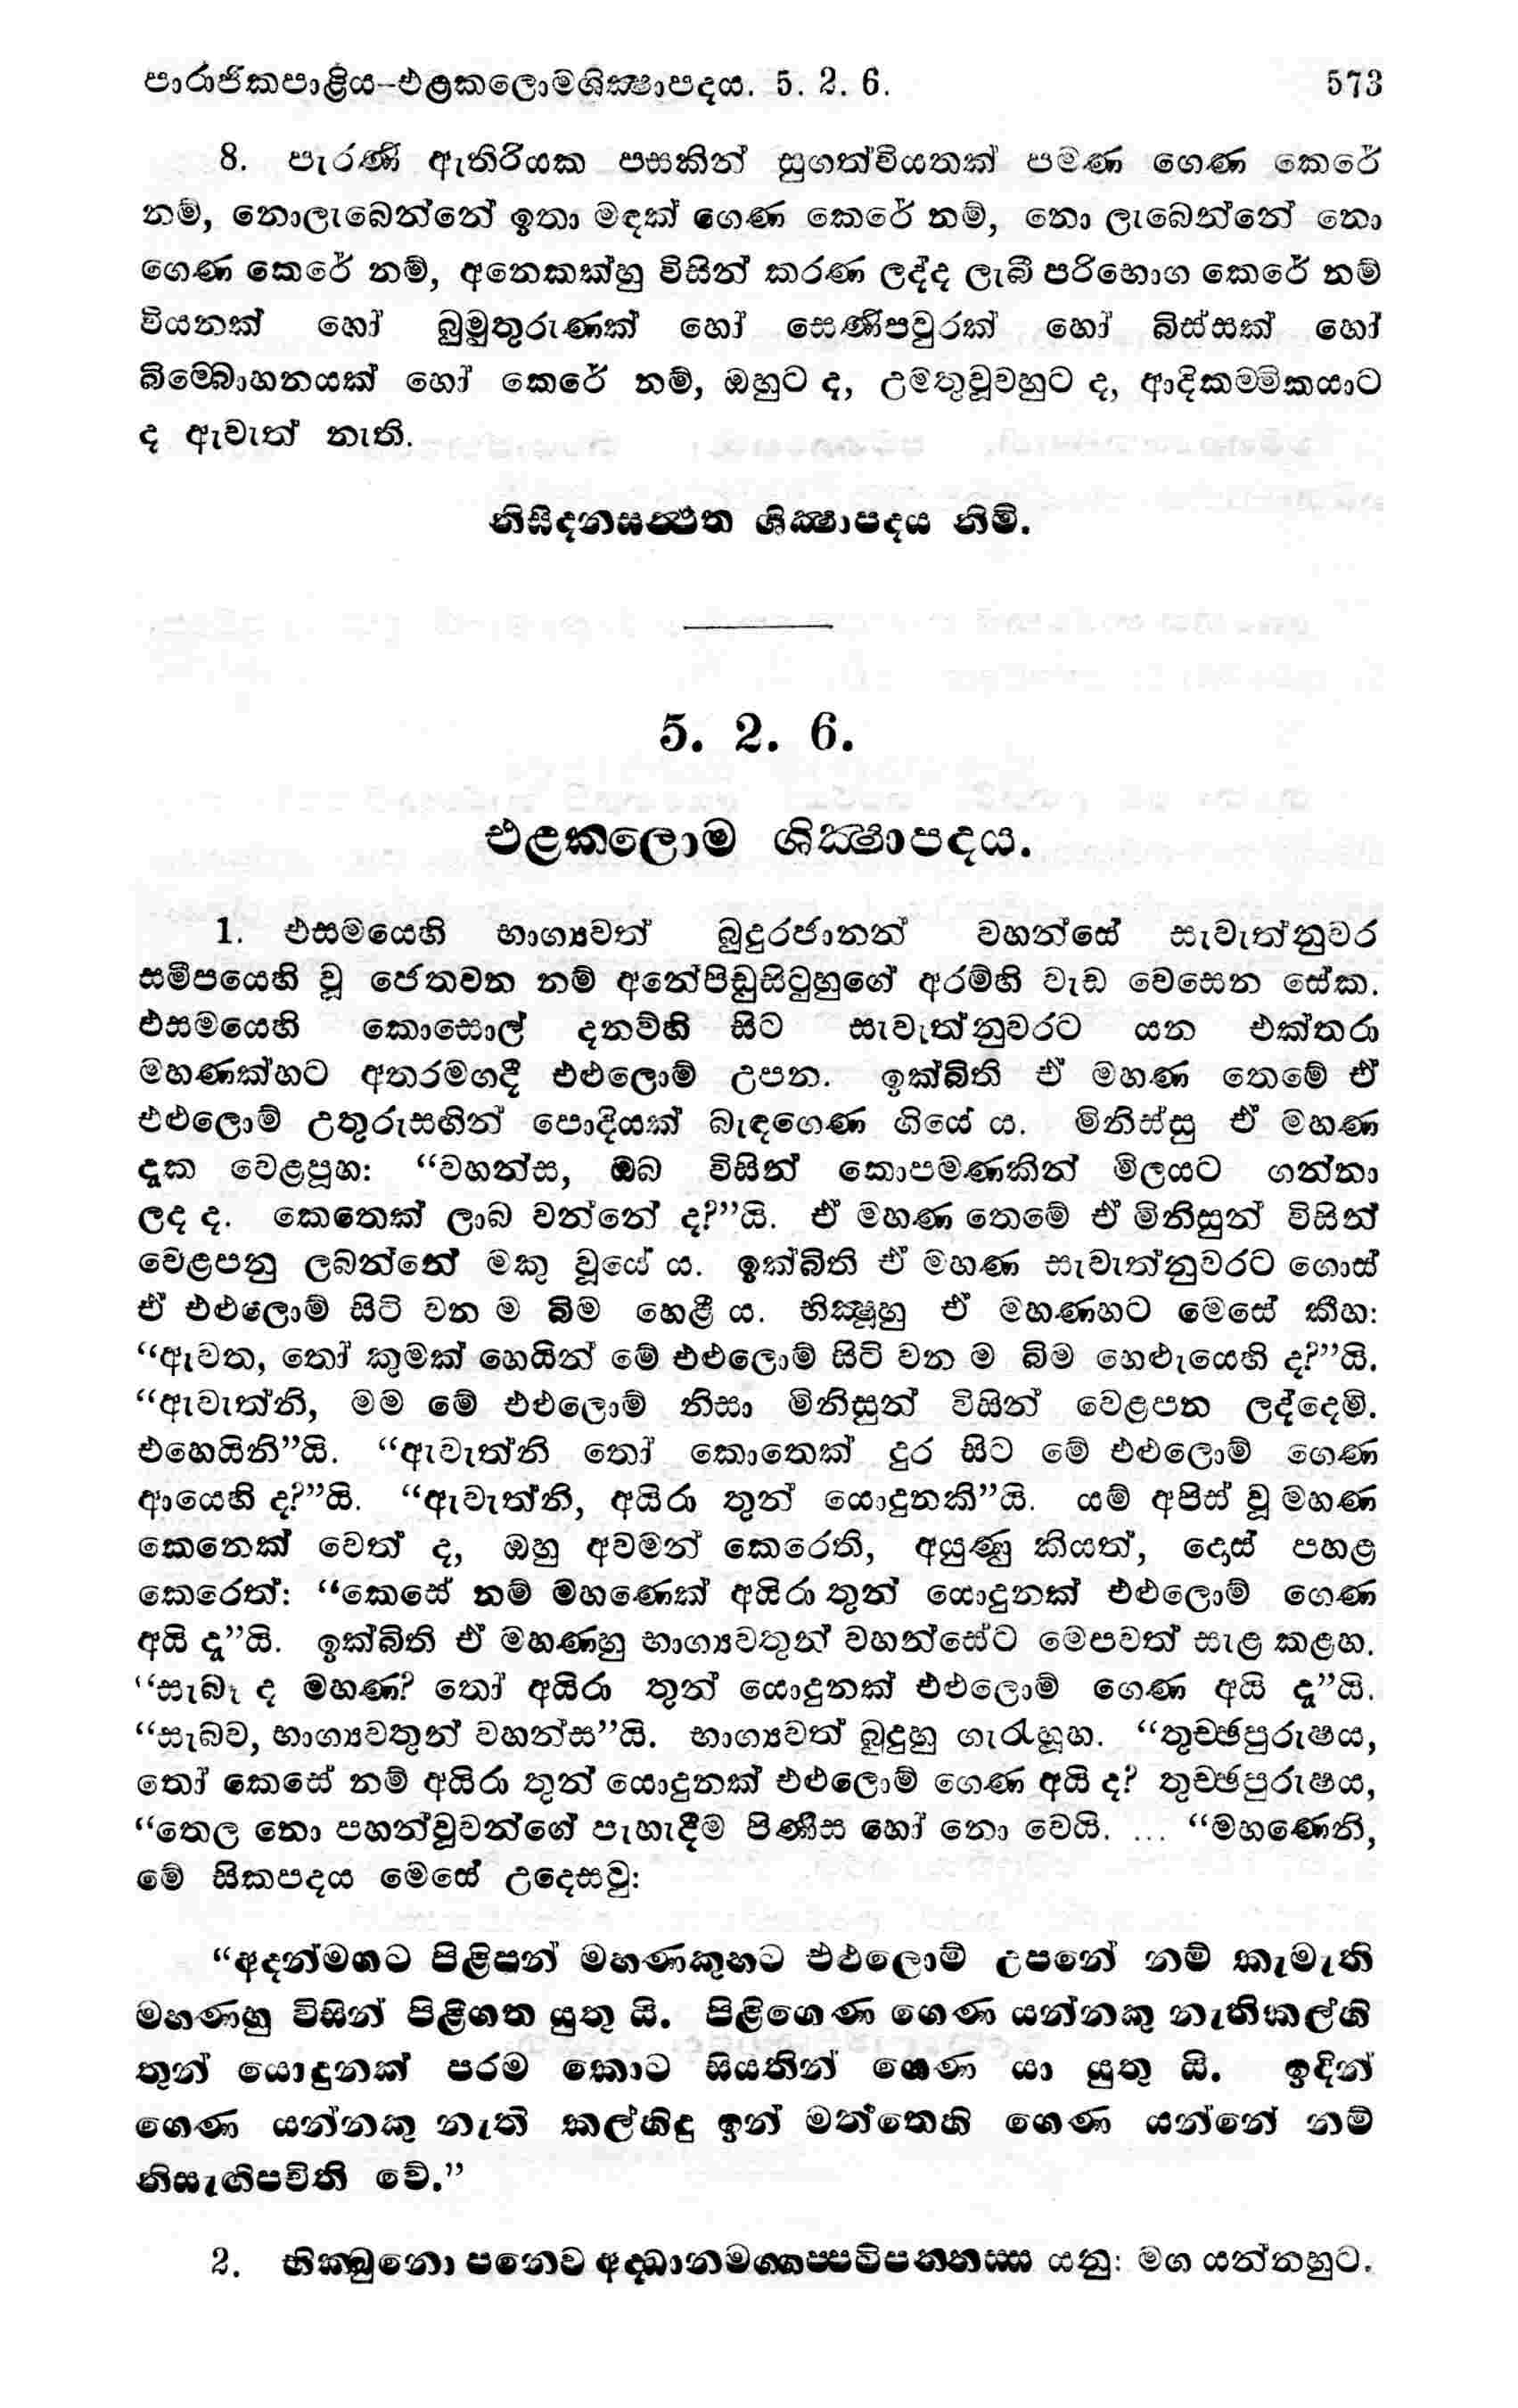 පාරාජිකපාළිය–එළකලොමශික්‍ෂාපදය. 5. 2. 6. 573
8. පැරණි ඇතිරියක පසකින් සුගත්වියතක් පමණ ගෙණ කෙරේ
නම්, නොලැබෙන්නේ ඉතා මඳක් ගෙණ කෙරේ නම්, නො ලැබෙන්නේ නො
ගෙණ කෙරේ නම්, අනෙකක්හු විසින් කරණ ලද්ද ලැබී පරිභොග කෙරේ නම්
වියනක් හෝ බුමුතුරුණක් හෝ සෙණිපවුරක් හෝ බිස්සක් හෝ
බිම්බොහනයක් හෝ කෙරේ නම්, ඔහුට ද, උමතුවූවහුට ද, ආදිකම්මිකයාට
ද ඇවැත් නැති.
නිසිදනසන්‍ථත ශික්‍ෂාපදය නිමි.
5. 2. 6.
එළකලොම ශික්‍ෂාපදය.
1. එසමයෙහි භාග්‍යවත් බුදුරජානන් වහන්සේ සැවැත්නුවර
සමීපයෙහි වූ ජේතවන නම් අනේපිඬුසිටුහුගේ අරම්හි වැඩ වෙසෙන සේක.
එසමයෙහි කොසොල් දනව්හි සිට සැවැත්නුවරට යන එක්තරා
මහණක්හට අතරමගදී එළුලොම් උපන. ඉක්බිති ඒ මහණ තෙමේ ඒ
එළුලොම් උතුරුසඟින් පොදියක් බැඳගෙණ ගියේ ය. මිනිස්සු ඒ මහණ
දැක වෙළපූහ: “වහන්ස, ඔබ විසින් කොපමණකින් මිලයට ගන්නා
ලද ද. කෙතෙක් ලාබ වන්නේ ද?”යි. ඒ මහණ තෙමේ ඒ මිනිසුන් විසින්
වෙළපනු ලබන්නේ මකු වූයේ ය. ඉක්බිති ඒ මහණ සැවැත්නුවරට ගොස්
ඒ එළුලොම් සිටි වන ම බිම හෙළී ය. භික්‍ෂූහු ඒ මහණහට මෙසේ කීහ:
“ඇවත, තෝ කුමක් හෙයින් මේ එළුලොම් සිටි වන ම බිම හෙළුයෙහි ද?”යි.
“ඇවැත්නි, මම මේ එළුලොම් නිසා මිනිසුන් විසින් වෙළපන ලද්දෙමි.
එහෙයිනි”යි. “ඇවැත්නි තෝ කොතෙක් දුර සිට මේ එළුලොම් ගෙණ
ආයෙහි ද?”යි. “ඇවැත්නි, අයිරා තුන් යොදුනකි”යි. යම් අපිස් වූ මහණ
කෙනෙක් වෙත් ද, ඔහු අවමන් කෙරෙති, අයුණු කියත්, දොස් පහළ
කෙරෙත්: “කෙසේ නම් මහණෙක් අයිරා තුන් යොදුනක් එළුලොම් ගෙණ
අයි දැ”යි. ඉක්බිති ඒ මහණහු භාග්‍යවතුන් වහන්සේට මෙපවත් සැළ කළහ.
“සැබෑ ද මහණ? තෝ අයිරා තුන් යොදුනක් එළුලොම් ගෙණ අයි දැ”යි.
“සැබව, භාග්‍යවතුන් වහන්ස”යි. භාග්‍යවත් බුදුහු ගැරැහූහ. “තුච්ඡපුරුෂය,
තෝ කෙසේ නම් අයිරා තුන් යොදුනක් එළුලොම් ගෙණ අයි ද? තුච්ඡපුරුෂය,
“තෙල නො පහන්වූවන්ගේ පැහැදීම පිණිස හෝ නො වෙයි. ... “මහණෙනි,
මේ සිකපදය මෙසේ උදෙසවු:
“අදන්මගට පිළිපන් මහණකුහට එළුලොම් උපනේ නම් කැමැති
මහණහු විසින් පිළිගත යුතු යි. පිළිගෙණ ගෙණ යන්නකු නැතිකල්හි
තුන් යොදුනක් පරම කොට සියතින් ගෙණ යා යුතු යි. ඉදින්
ගෙණ යන්නකු නැති කල්හිදු ඉන් මත්තෙහි ගෙණ යන්නේ නම්
නිසැඟිපචිති වේ.”
2. භික්ඛුනො පනෙව අද්ධානමග්ගප්පටිපන්නස්ස යනු: මග යන්නහුට.